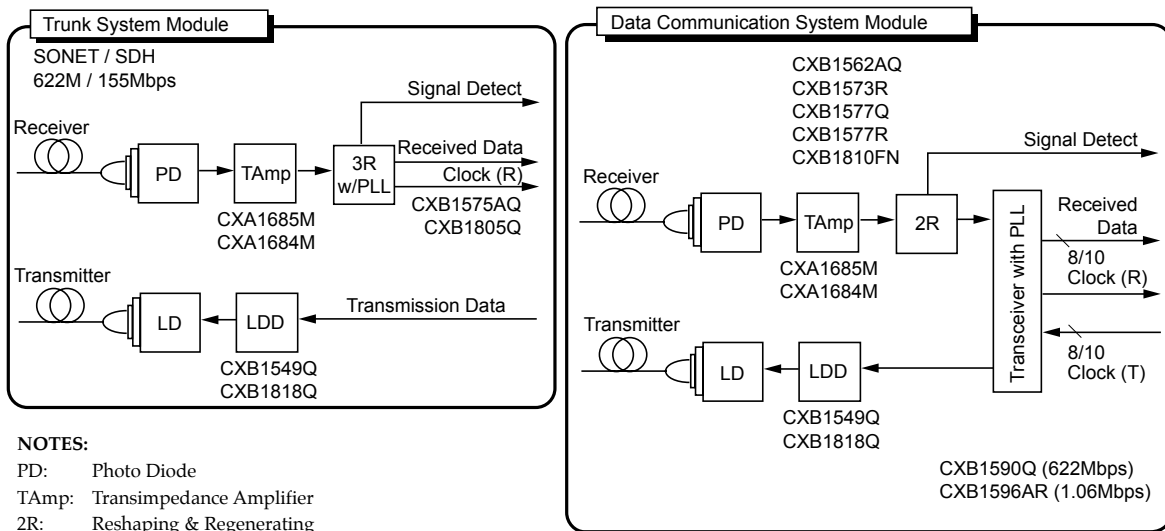 Trunk System Module
SONET / SDH
622M / 155Mbps
Signal Detect
Receiver
PD
TAmp
3R
w/PLL
Received Data
Clock (R)
CXA1685M
CXA1684M
CXB1575AQ
CXB1805Q
Transmitter
LD
LDD
Transmission Data
CXB1549Q
CXB1818Q
NOTES:
PD: Photo Diode
TAmp: Transimpedance Amplifier
2R: Reshaping & Regenerating
Data Communication System Module
CXB1562AQ
CXB1573R
CXB1577Q
CXB1577R
CXB1810FN
Signal Detect
Receiver
PD
TAmp
2R
Transceiver with PLL
Received
Data
8/10
Clock (R)
CXA1685M
CXA1684M
8/10
Clock (T)
Transmitter
LD
LDD
CXB1549Q
CXB1818Q
CXB1590Q (622Mbps)
CXB1596AR (1.06Mbps)